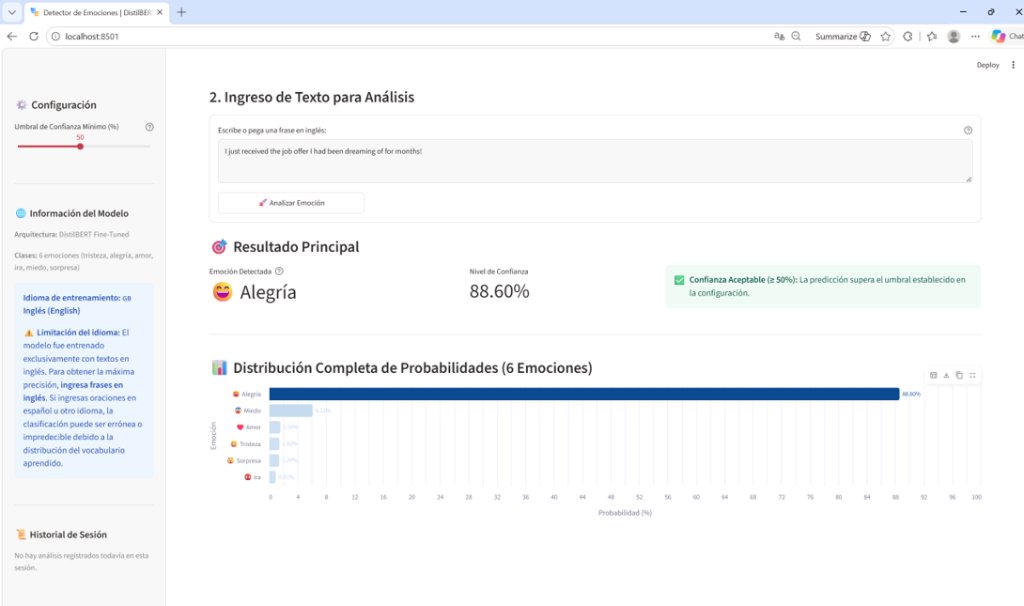 Detector de Emociones | DistilBER
localhost:8501
Summarize
Chat
Deploy
Configuración
Umbral de Confianza Mínimo (%)
50
Información del Modelo
Arquitectura: DistilBERT Fine-Tuned
Clases: 6 emociones (tristeza, alegría, amor,
ira, miedo, sorpresa)
Idioma de entrenamiento: GB
Inglés (English)
Limitación del idioma: El
modelo fue entrenado
exclusivamente con textos en
inglés. Para obtener la máxima
precisión, ingresa frases en
inglés. Si ingresas oraciones en
español u otro idioma, la
clasificación puede ser errónea o
impredecible debido a la
distribución del vocabulario
aprendido.
Historial de Sesión
No hay análisis registrados todavía en esta
sesión.
2. Ingreso de Texto para Análisis
Escribe o pega una frase en inglés:
I just received the job offer I had been dreaming of for months!
Analizar Emoción
Resultado Principal
Emoción Detectada
Alegría
Nivel de Confianza
88.60%
Confianza Aceptable (≥ 50%): La predicción supera el umbral establecido en
la configuración.
Distribución Completa de Probabilidades (6 Emociones)
Emoción
Alegría 88.60%
Miedo
Amor
Tristeza
Sorpresa
Ira
0 4 8 12 16 20 24 28 32 36 40 44 48 52 56 60 64 68 72 76 80 84 88 92 96 100
Probabilidad (%)